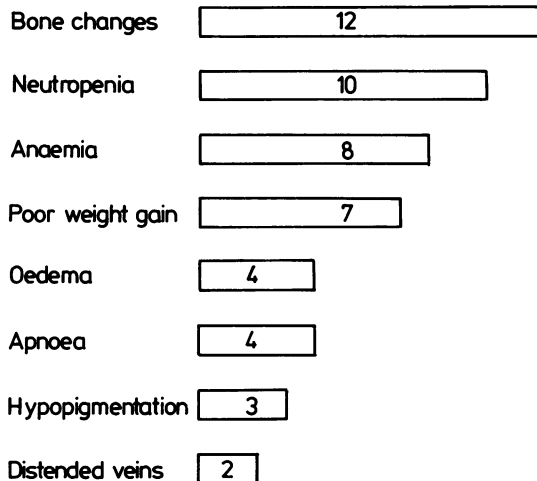 Bone changes 12
Neutropenia 10
Anaemia 8
Poor weight gain 7
Oedema 4
Apnoea 4
Hypopigmentation 3
Distended veins 2